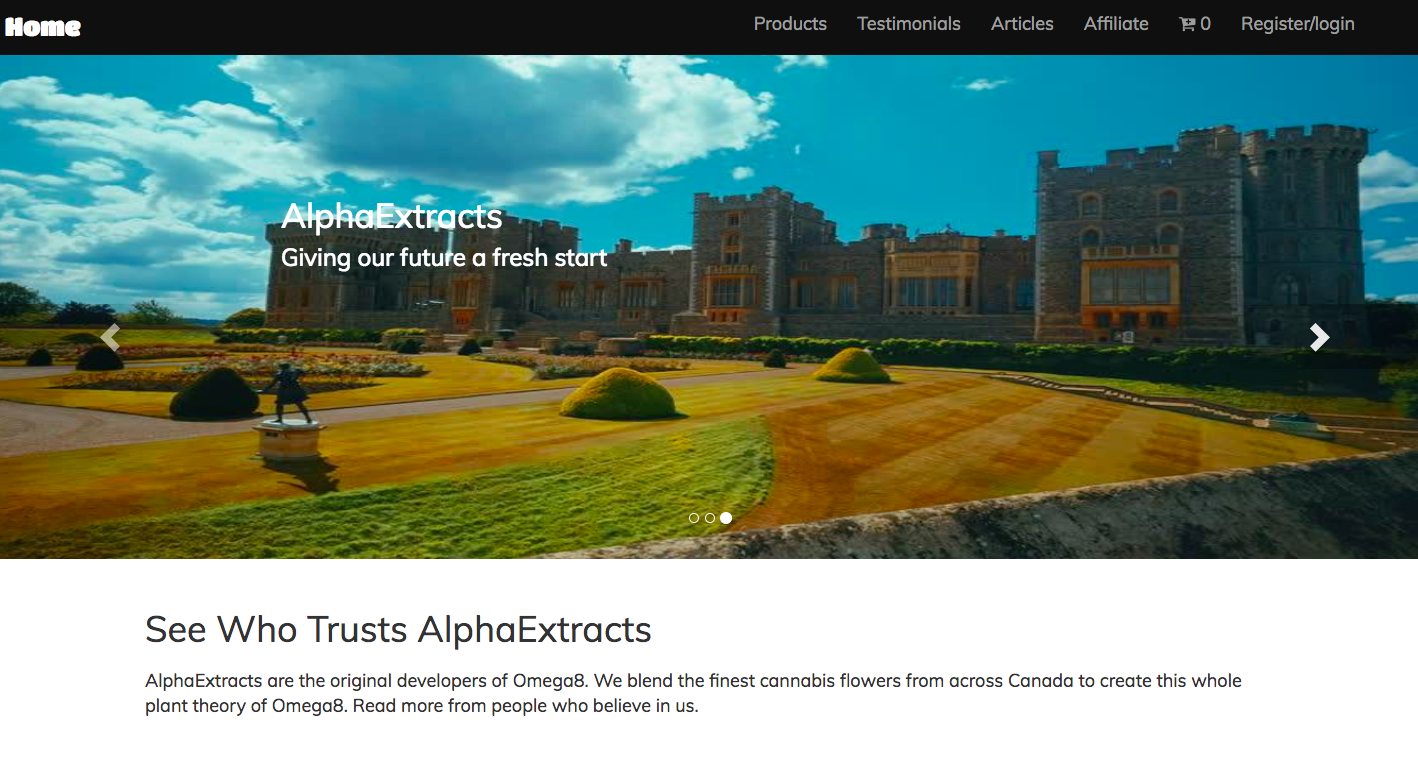 Home
Products Testimonials Articles Affiliate 0 Register/login
AlphaExtracts
Giving our future a fresh start
See Who Trusts AlphaExtracts
AlphaExtracts are the original developers of Omega8. We blend the finest cannabis flowers from across Canada to create this whole
plant theory of Omega8. Read more from people who believe in us.